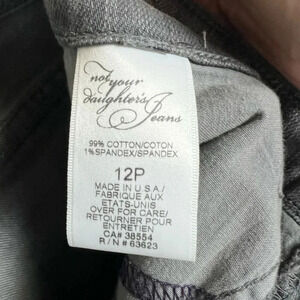 not your
daughter's
Jeans
99% COTTON/COTON
1% SPANDEX/SPANDEX
12P
MADE IN U.S.A./
FABRIQUE AUX
ETATS-UNIS
OVER FOR CARE/
RETOURNER POUR
ENTRETIEN
CA# 38554
R/N# 63623